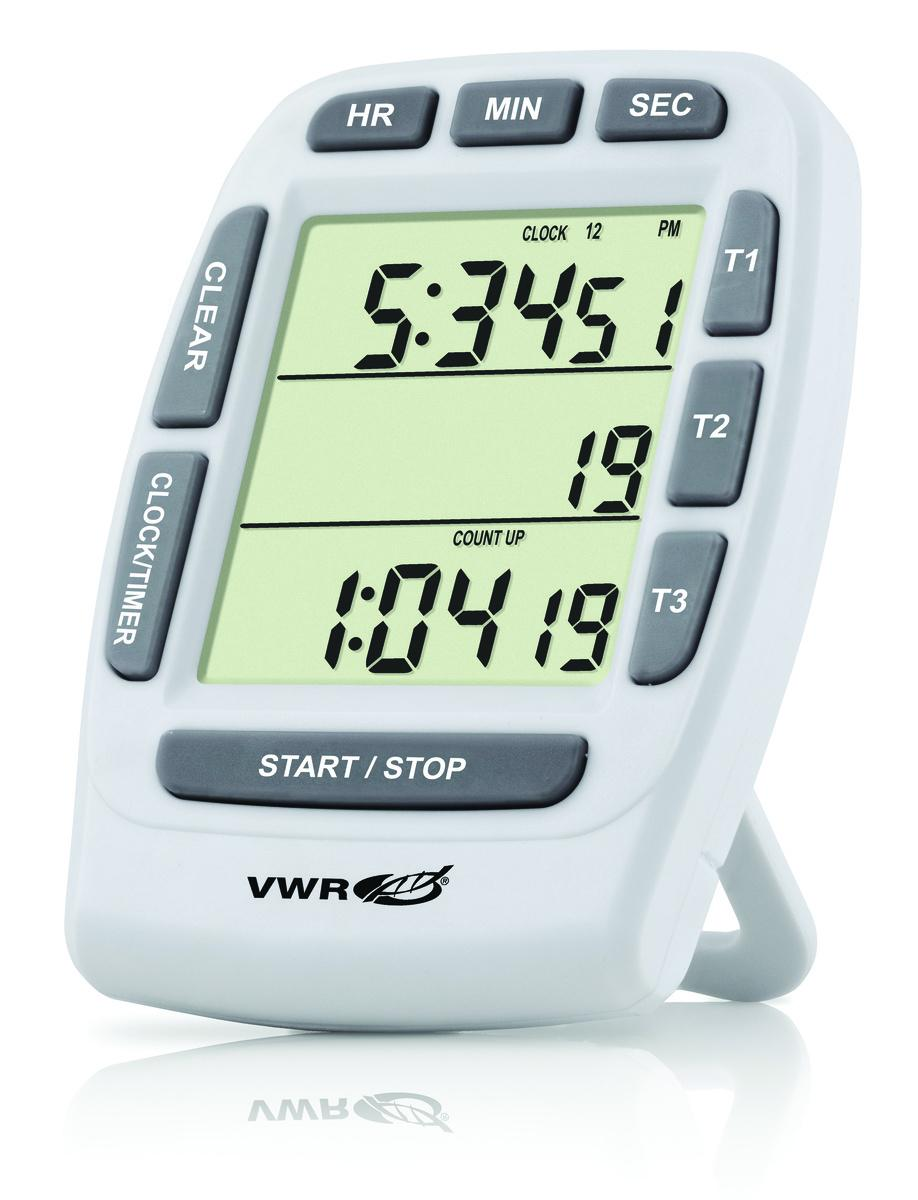 HR MIN SEC
CLOCK 12 PM
5:34 51
T1
CLEAR
19
T2
COUNT UP
1:04 19
T3
CLOCK/TIMER
START / STOP
VWR ®
VWR ®